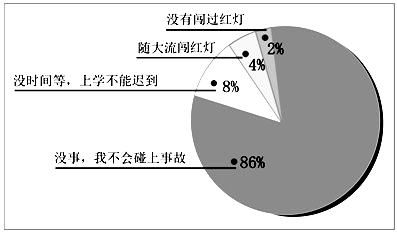 没有闯过红灯
2%
随大流闯红灯
4%
没时间等，上学不能迟到
8%
没事，我不会碰上事故
86%